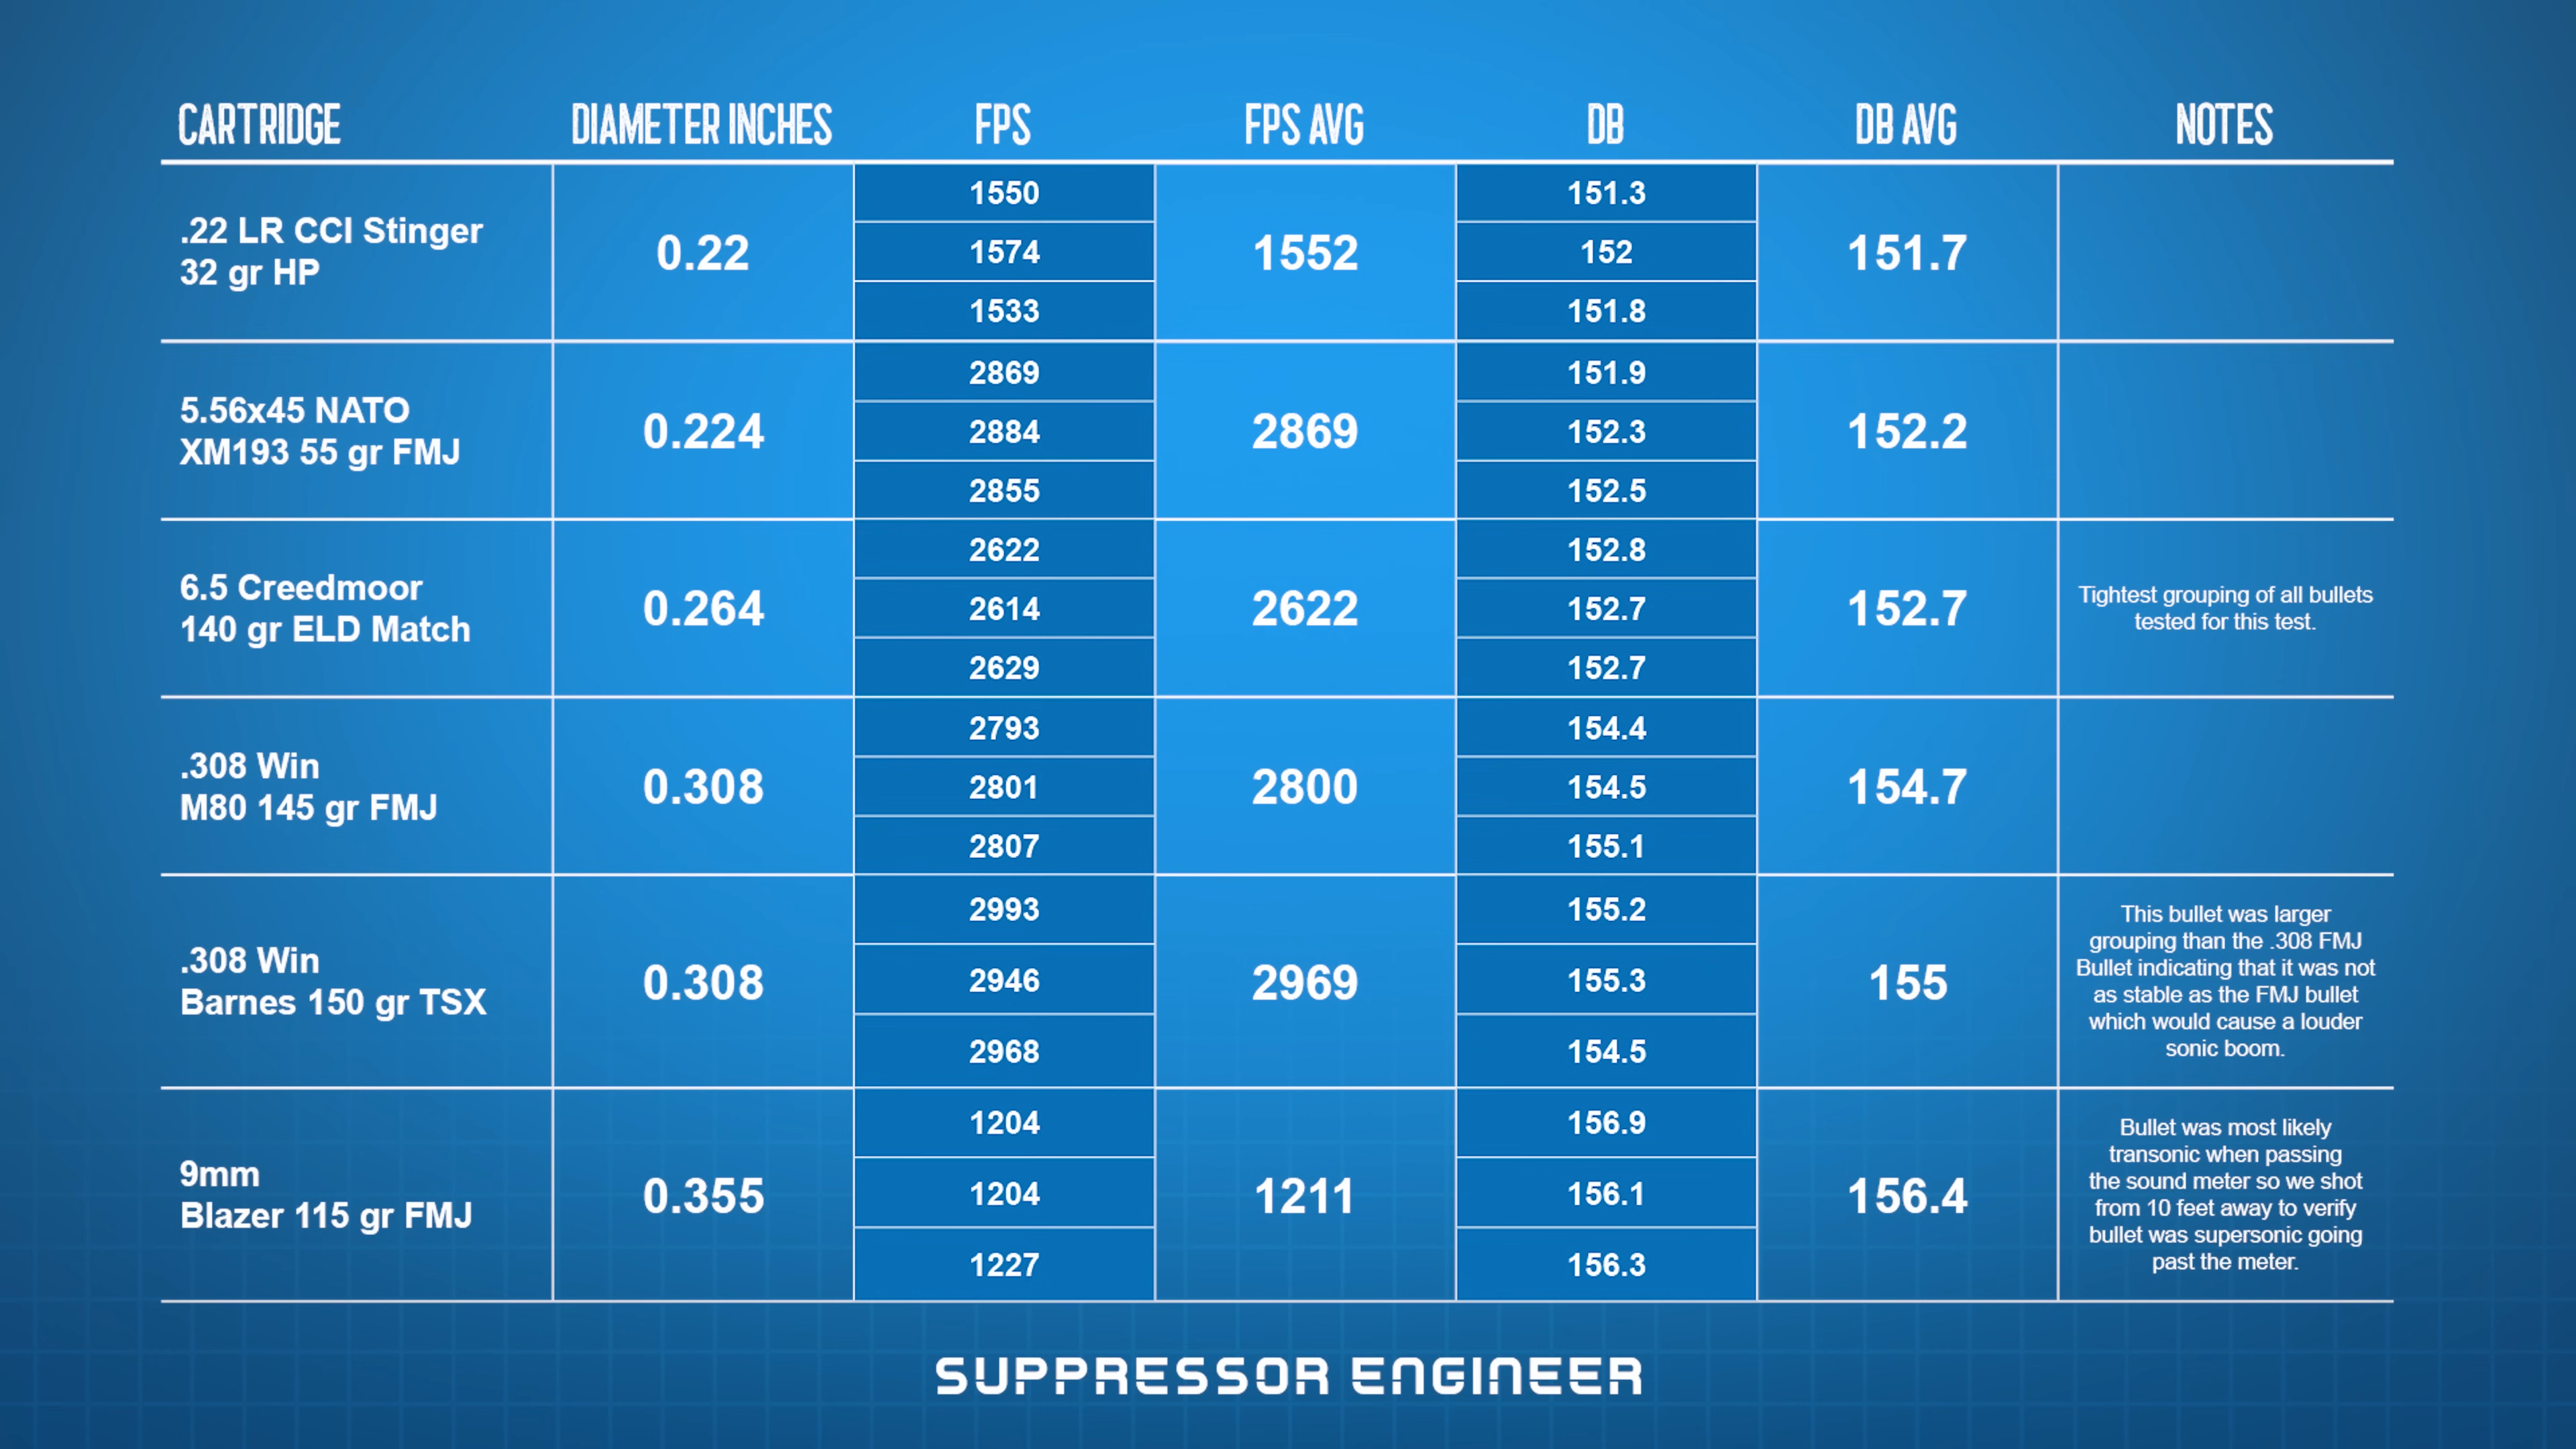 CARTRIDGE DIAMETER INCHES FPS FPS AVG DB DB AVG NOTES
.22 LR CCI Stinger
32 gr HP
0.22
1550
1574
1533
1552
151.3
152
151.8
151.7
5.56x45 NATO
XM193 55 gr FMJ
0.224
2869
2884
2855
2869
151.9
152.3
152.5
152.2
6.5 Creedmoor
140 gr ELD Match
0.264
2622
2614
2629
2622
152.8
152.7
152.7
152.7
Tightest grouping of all bullets
tested for this test.
.308 Win
M80 145 gr FMJ
0.308
2793
2801
2807
2800
154.4
154.5
155.1
154.7
.308 Win
Barnes 150 gr TSX
0.308
2993
2946
2968
2969
155.2
155.3
154.5
155
This bullet was larger
grouping than the .308 FMJ
Bullet indicating that it was not
as stable as the FMJ bullet
which would cause a louder
sonic boom.
9mm
Blazer 115 gr FMJ
0.355
1204
1204
1227
1211
156.9
156.1
156.3
156.4
Bullet was most likely
transonic when passing
the sound meter so we shot
from 10 feet away to verify
bullet was supersonic going
past the meter.
SUPPRESSOR ENGINEER